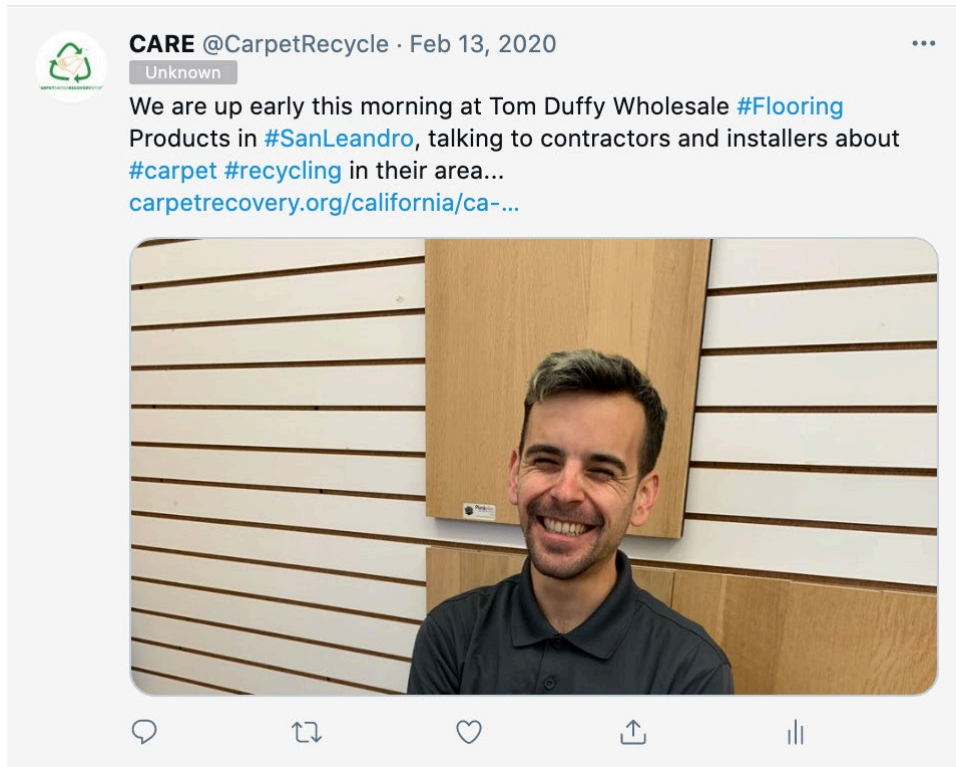 CARE @CarpetRecycle · Feb 13, 2020
Unknown
We are up early this morning at Tom Duffy Wholesale #Flooring
Products in #SanLeandro, talking to contractors and installers about
#carpet #recycling in their area...
carpetrecovery.org/california/ca-...